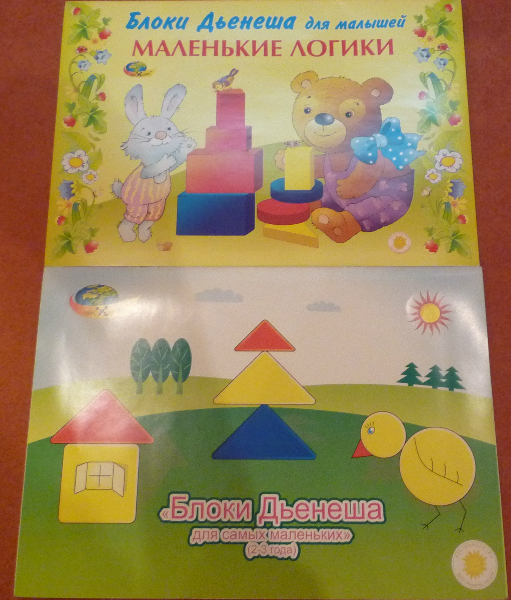 Блоки Дьенеша для малышей
МАЛЕНЬКИЕ ЛОГИКИ
«Блоки Дьенеша
для самых маленьких»
(2-3 года)